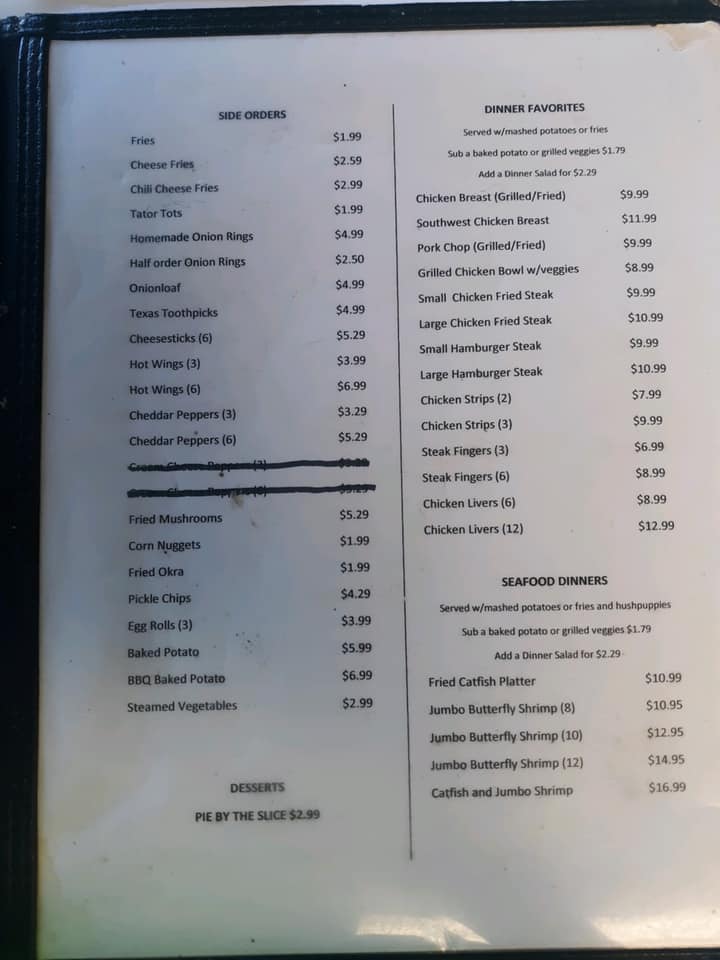 SIDE ORDERS
Fries $1.99
Cheese Fries $2.59
Chili Cheese Fries $2.99
Tator Tots $1.99
Homemade Onion Rings $4.99
Half order Onion Rings $2.50
Onionloaf $4.99
Texas Toothpicks $4.99
Cheesesticks (6) $5.29
Hot Wings (3) $3.99
Hot Wings (6) $6.99
Cheddar Peppers (3) $3.29
Cheddar Peppers (6) $5.29
Fried Mushrooms $5.29
Corn Nuggets $1.99
Fried Okra $1.99
Pickle Chips $4.29
Egg Rolls (3) $3.99
Baked Potato $5.99
BBQ Baked Potato $6.99
Steamed Vegetables $2.99
DESSERTS
PIE BY THE SLICE $2.99
DINNER FAVORITES
Served w/mashed potatoes or fries
Sub a baked potato or grilled veggies $1.79
Add a Dinner Salad for $2.29
Chicken Breast (Grilled/Fried) $9.99
Southwest Chicken Breast $11.99
Pork Chop (Grilled/Fried) $9.99
Grilled Chicken Bowl w/veggies $8.99
Small Chicken Fried Steak $9.99
Large Chicken Fried Steak $10.99
Small Hamburger Steak $9.99
Large Hamburger Steak $10.99
Chicken Strips (2) $7.99
Chicken Strips (3) $9.99
Steak Fingers (3) $6.99
Steak Fingers (6) $8.99
Chicken Livers (6) $8.99
Chicken Livers (12) $12.99
SEAFOOD DINNERS
Served w/mashed potatoes or fries and hushpuppies
Sub a baked potato or grilled veggies $1.79
Add a Dinner Salad for $2.29
Fried Catfish Platter $10.99
Jumbo Butterfly Shrimp (8) $10.95
Jumbo Butterfly Shrimp (10) $12.95
Jumbo Butterfly Shrimp (12) $14.95
Catfish and Jumbo Shrimp $16.99